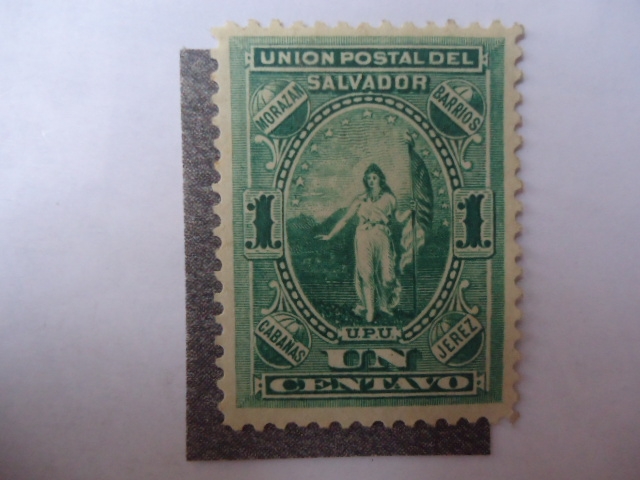 UNION POSTAL DEL
SALVADOR
MORAZAN
BARRIOS
1 1
U.P.U.
CABAÑAS
JEREZ
UN
CENTAVO